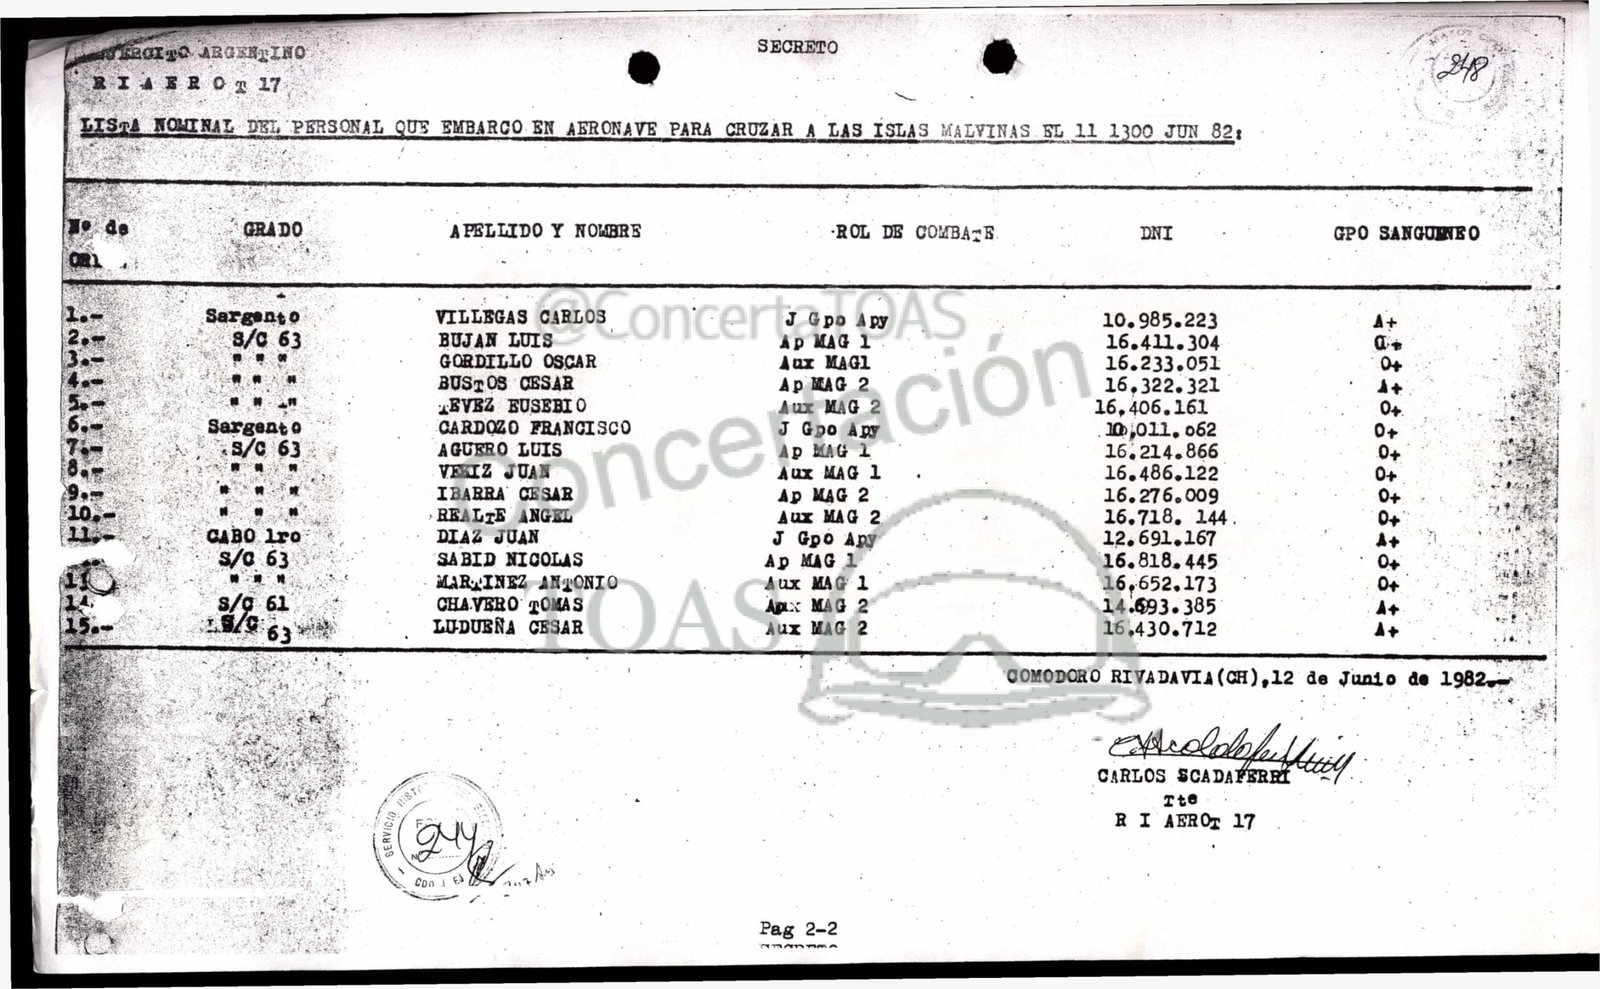 SECRETO
EJERCITO ARGENTINO
R I AEROT 17
248
LISTA NOMINAL DEL PERSONAL QUE EMBARCO EN AERONAVE PARA CRUZAR A LAS ISLAS MALVINAS EL 11 1300 JUN 82:
Nº de GRADO APELLIDO Y NOMBRE ROL DE COMBATE DNI GPO SANGUINEO
1.- Sargento VILLEGAS CARLOS J Gpo Apy 10.985.223 A+
2.- S/C 63 BUJAN LUIS Ap MAG 1 16.411.304
3.- " " " GORDILLO OSCAR Aux MAG1 16.233.051 O+
4.- " " " BUSTOS CESAR Ap MAG 2 16.322.321 A+
5.- " " " TEVEZ EUSEBIO Aux MAG 2 16.406.161 O+
6.- Sargento CARDOZO FRANCISCO J Gpo Apy 10,011.062 O+
7.- S/C 63 AGUERO LUIS Ap MAG 1 16.214.866 O+
8.- " " " VERIZ JUAN Aux MAG 1 16.486.122 O+
9.- " " " IBARRA CESAR Ap MAG 2 16.276.009 O+
10.- " " " REALTE ANGEL Aux MAG 2 16.718. 144 O+
11.- CABO 1ro DIAZ JUAN J Gpo Apy 12.691.167 A+
S/C 63 SABID NICOLAS Ap MAG 1 16.818.445 O+
" " " MARTINEZ ANTONIO Aux MAG 1 16,652.173 O+
14. S/C 61 CHAVERO TOMAS Apux MAG 2 14.693.385 A+
15.- S/C 63 LUDUEÑA CESAR Aux MAG 2 16.430.712 A+
COMODORO RIVADAVIA(CH),12 de Junio de 1982.-
CARLOS SCADAFERRI
Tte
R I AEROT 17
SERVICIO HIST
244
Pag 2-2
SECRETO
@ConcertaTOAS
Concertación
TOAS